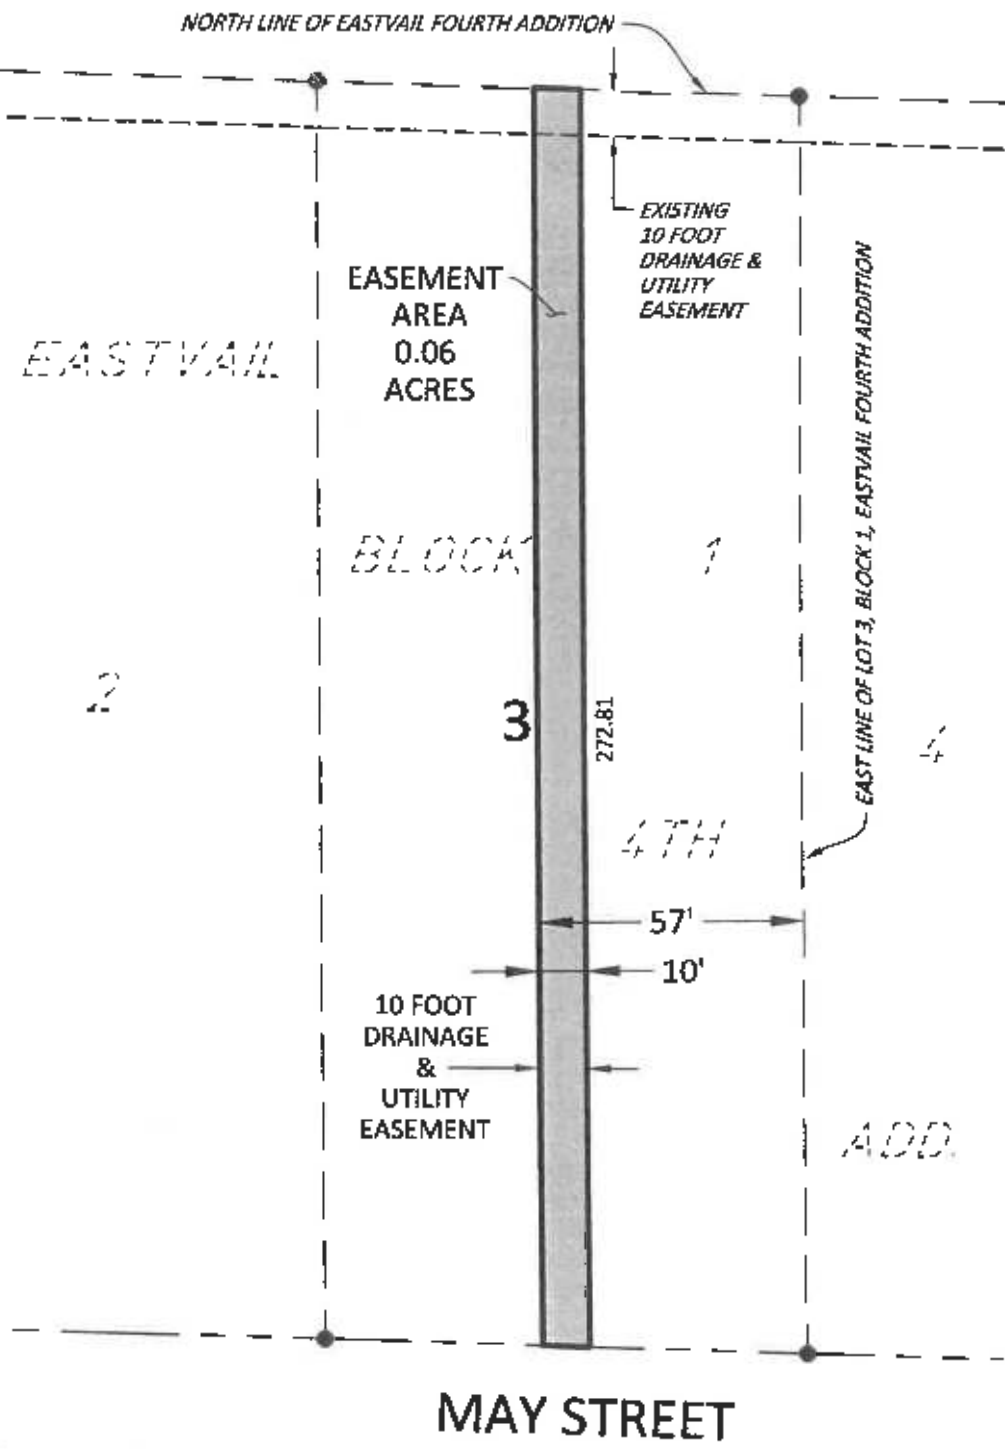 NORTH LINE OF EASTVAIL FOURTH ADDITION
EXISTING
10 FOOT
DRAINAGE &
UTILITY
EASEMENT
EASEMENT
AREA
0.06
ACRES
EASTVAIL
EAST LINE OF LOT 3, BLOCK 1, EASTVAIL FOURTH ADDITION
BLOCK 1
2
3
272.81
4
4TH
57'
10'
10 FOOT
DRAINAGE
&
UTILITY
EASEMENT
ADD.
MAY STREET